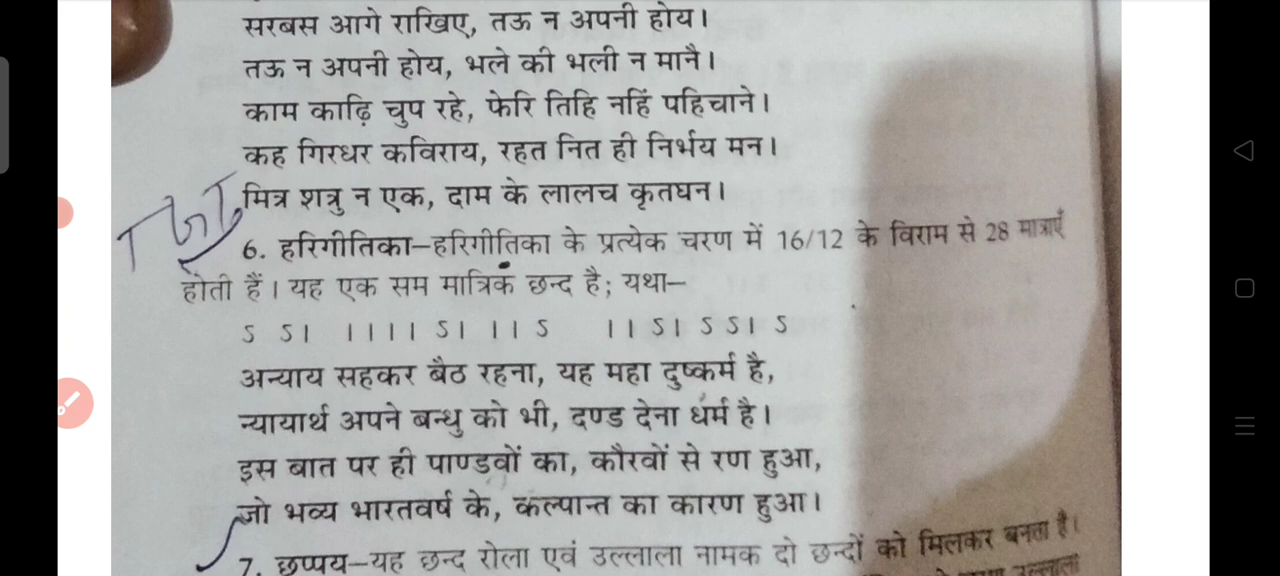 सरबस आगे राखिए, तऊ न अपनी होय।
तऊ न अपनी होय, भले की भली न मानै।
काम काढ़ि चुप रहे, फेरि तिहि नहिं पहिचाने।
कह गिरधर कविराय, रहत नित ही निर्भय मन।
मित्र शत्रु न एक, दाम के लालच कृतघन।
6. हरिगीतिका–हरिगीतिका के प्रत्येक चरण में 16/12 के विराम से 28 मात्राएँ
होती हैं। यह एक सम मात्रिक छन्द है; यथा–
ऽ ऽ। ।।।। ऽ। ।।ऽ ।। ऽ। ऽ ऽ। ऽ
अन्याय सहकर बैठ रहना, यह महा दुष्कर्म है,
न्यायार्थ अपने बन्धु को भी, दण्ड देना धर्म है।
इस बात पर ही पाण्डवों का, कौरवों से रण हुआ,
जो भव्य भारतवर्ष के, कल्पान्त का कारण हुआ।
7. छप्पय–यह छन्द रोला एवं उल्लाला नामक दो छन्दों को मिलकर बनता है।
उल्लाला